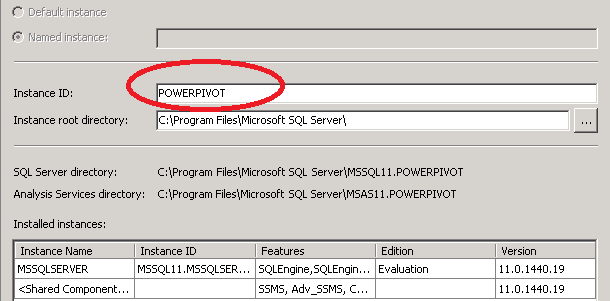 Default instance
Named instance:
Instance ID: POWERPIVOT
Instance root directory: C:\Program Files\Microsoft SQL Server\ ...
SQL Server directory: C:\Program Files\Microsoft SQL Server\MSSQL11.POWERPIVOT
Analysis Services directory: C:\Program Files\Microsoft SQL Server\MSAS11.POWERPIVOT
Installed instances:
Instance Name Instance ID Features Edition Version
MSSQLSERVER MSSQL11.MSSQLSER... SQLEngine,SQLEngin... Evaluation 11.0.1440.19
<Shared Component... SSMS, Adv_SSMS, C... 11.0.1440.19